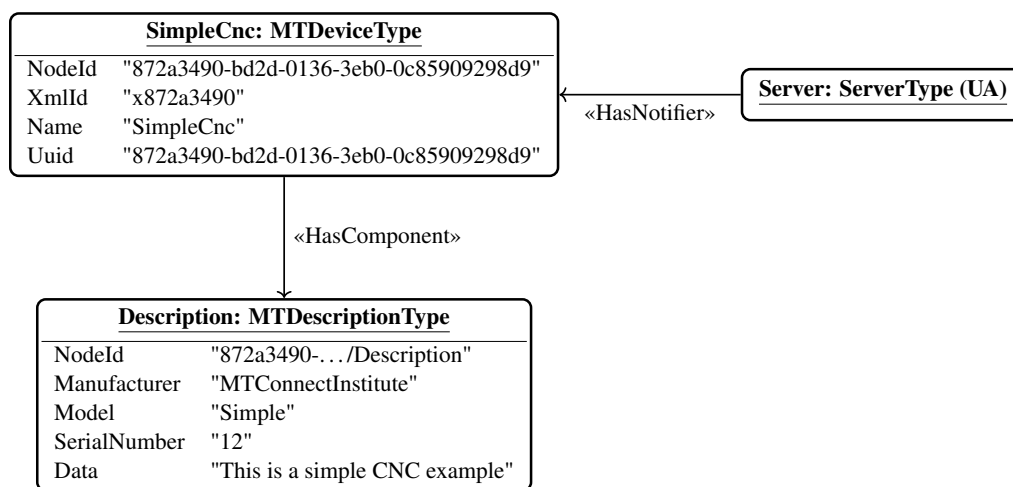 SimpleCnc: MTDeviceType
NodeId "872a3490-bd2d-0136-3eb0-0c85909298d9"
XmlId "x872a3490"
Name "SimpleCnc"
Uuid "872a3490-bd2d-0136-3eb0-0c85909298d9"
Server: ServerType (UA)
«HasNotifier»
«HasComponent»
Description: MTDescriptionType
NodeId "872a3490-. . . /Description"
Manufacturer "MTConnectInstitute"
Model "Simple"
SerialNumber "12"
Data "This is a simple CNC example"